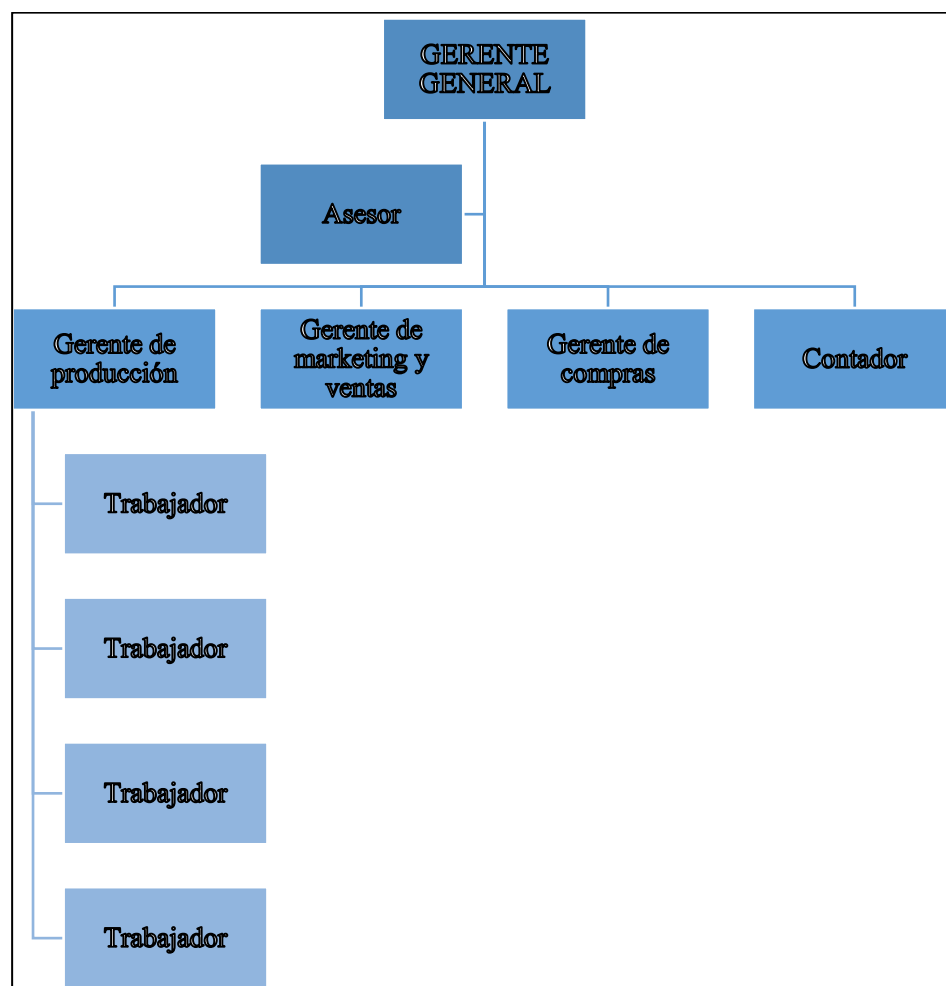 GERENTE
GENERAL
Asesor
Gerente de
producción
Gerente de
marketing y
ventas
Gerente de
compras
Contador
Trabajador
Trabajador
Trabajador
Trabajador